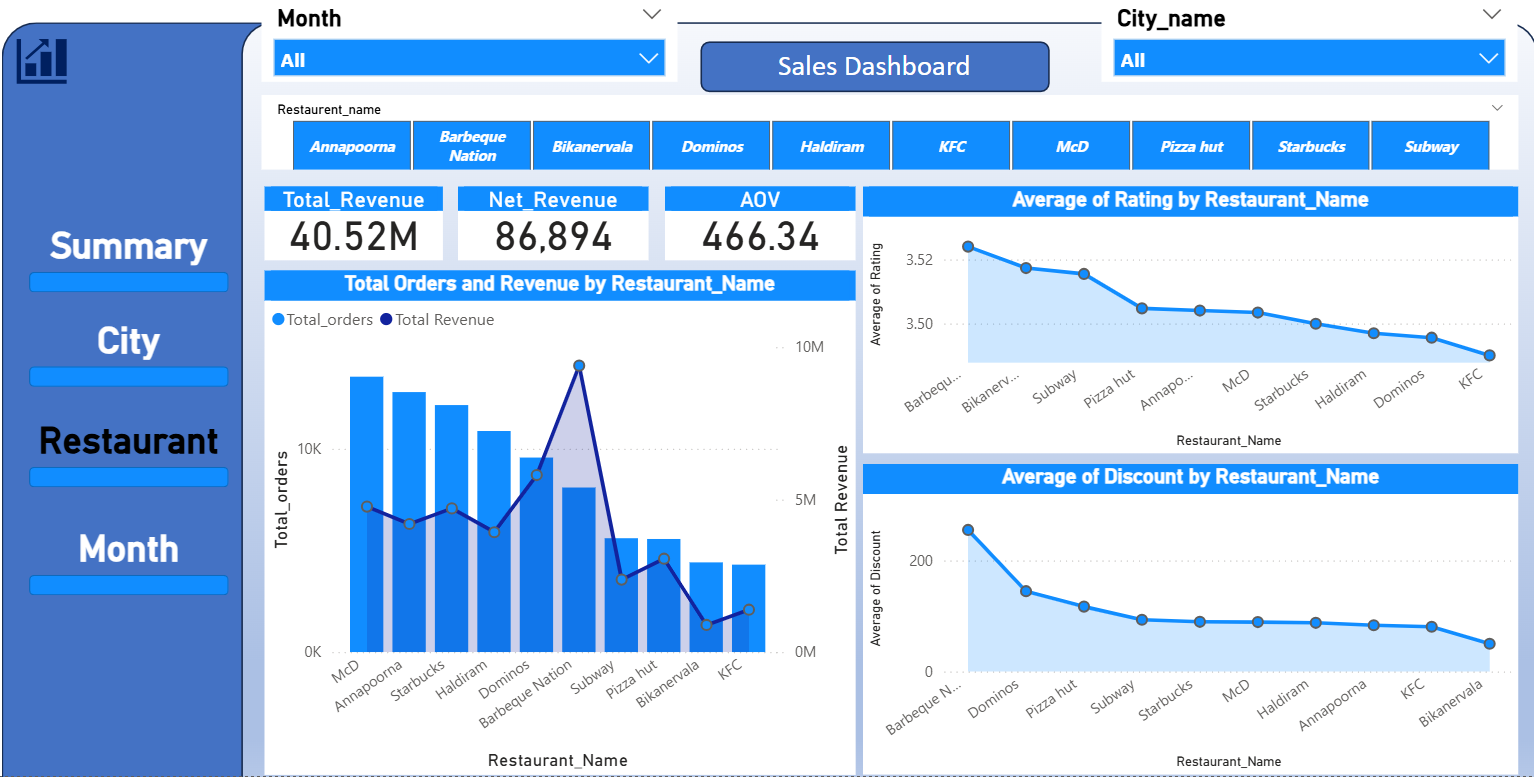 Month
All
Sales Dashboard
City_name
All
Restaurent_name
Annapoorna
Barbeque
Nation
Bikanervala
Dominos
Haldiram
KFC
McD
Pizza hut
Starbucks
Subway
Summary
City
Restaurant
Month
Total_Revenue
40.52M
Net_Revenue
86,894
AOV
466.34
Total Orders and Revenue by Restaurant_Name
Total_orders Total Revenue
10M
10K
5M
0K
0M
Total_orders
Total Revenue
McD
Annapoorna
Starbucks
Haldiram
Dominos
Barbeque Nation
Subway
Pizza hut
Bikanervala
KFC
Restaurant_Name
Average of Rating by Restaurant_Name
Average of Rating
3.52
3.50
Barbequ...
Bikanerv...
Subway
Pizza hut
Annapo...
McD
Starbucks
Haldiram
Dominos
KFC
Restaurant_Name
Average of Discount by Restaurant_Name
Average of Discount
200
0
Barbeque N...
Dominos
Pizza hut
Subway
Starbucks
McD
Haldiram
Annapoorna
KFC
Bikanervala
Restaurant_Name